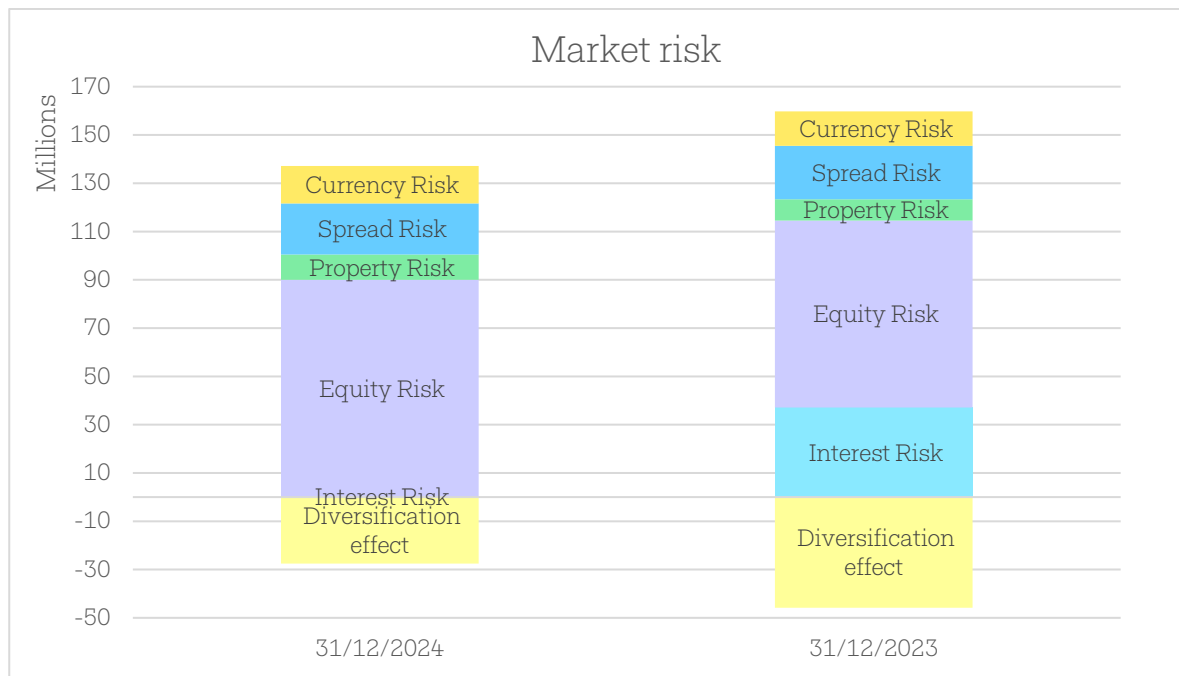 Market risk
Millions
170
150
130
110
90
70
50
30
10
-10
-30
-50
Currency Risk
Spread Risk
Property Risk
Equity Risk
Interest Risk
Diversification
effect
Currency Risk
Spread Risk
Property Risk
Equity Risk
Interest Risk
Diversification
effect
31/12/2024
31/12/2023